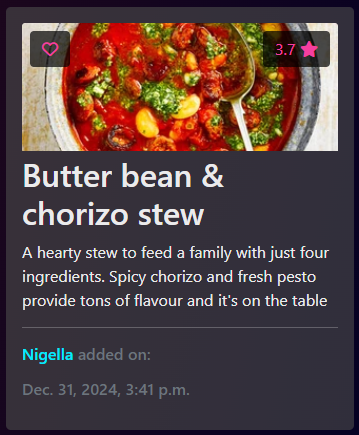 3.7
Butter bean &
chorizo stew
A hearty stew to feed a family with just four
ingredients. Spicy chorizo and fresh pesto
provide tons of flavour and it's on the table
Nigella added on:
Dec. 31, 2024, 3:41 p.m.